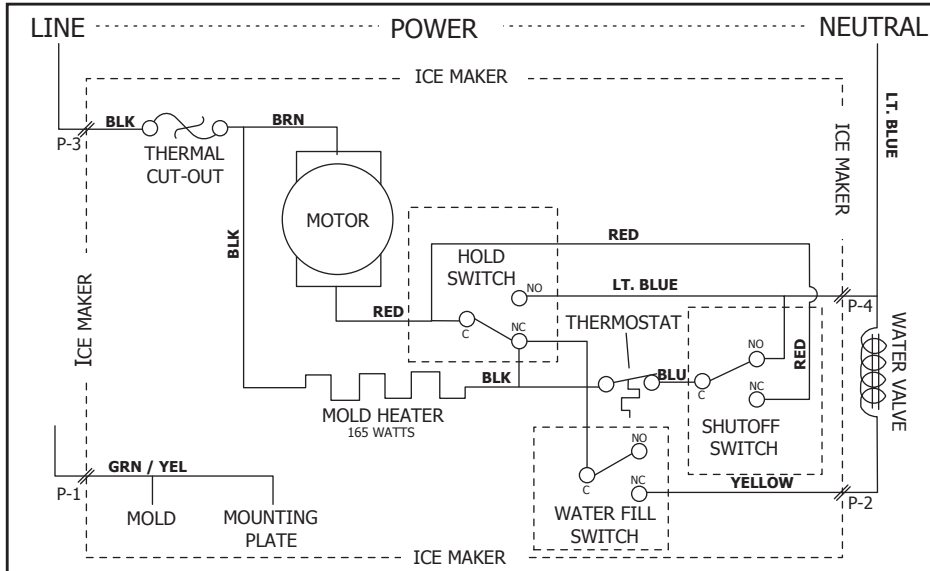 LINE
POWER
NEUTRAL
ICE MAKER
LT. BLUE
P-3
BLK
BRN
THERMAL
CUT-OUT
ICE MAKER
MOTOR
BLK
RED
HOLD
SWITCH
NO
LT. BLUE
P-4
RED
C
NC
THERMOSTAT
ICE MAKER
BLK
BLU
C
NO
RED
NC
WATER VALVE
MOLD HEATER
165 WATTS
SHUTOFF
SWITCH
NO
C
GRN / YEL
NC
YELLOW
P-1
P-2
MOLD
MOUNTING
PLATE
WATER FILL
SWITCH
ICE MAKER